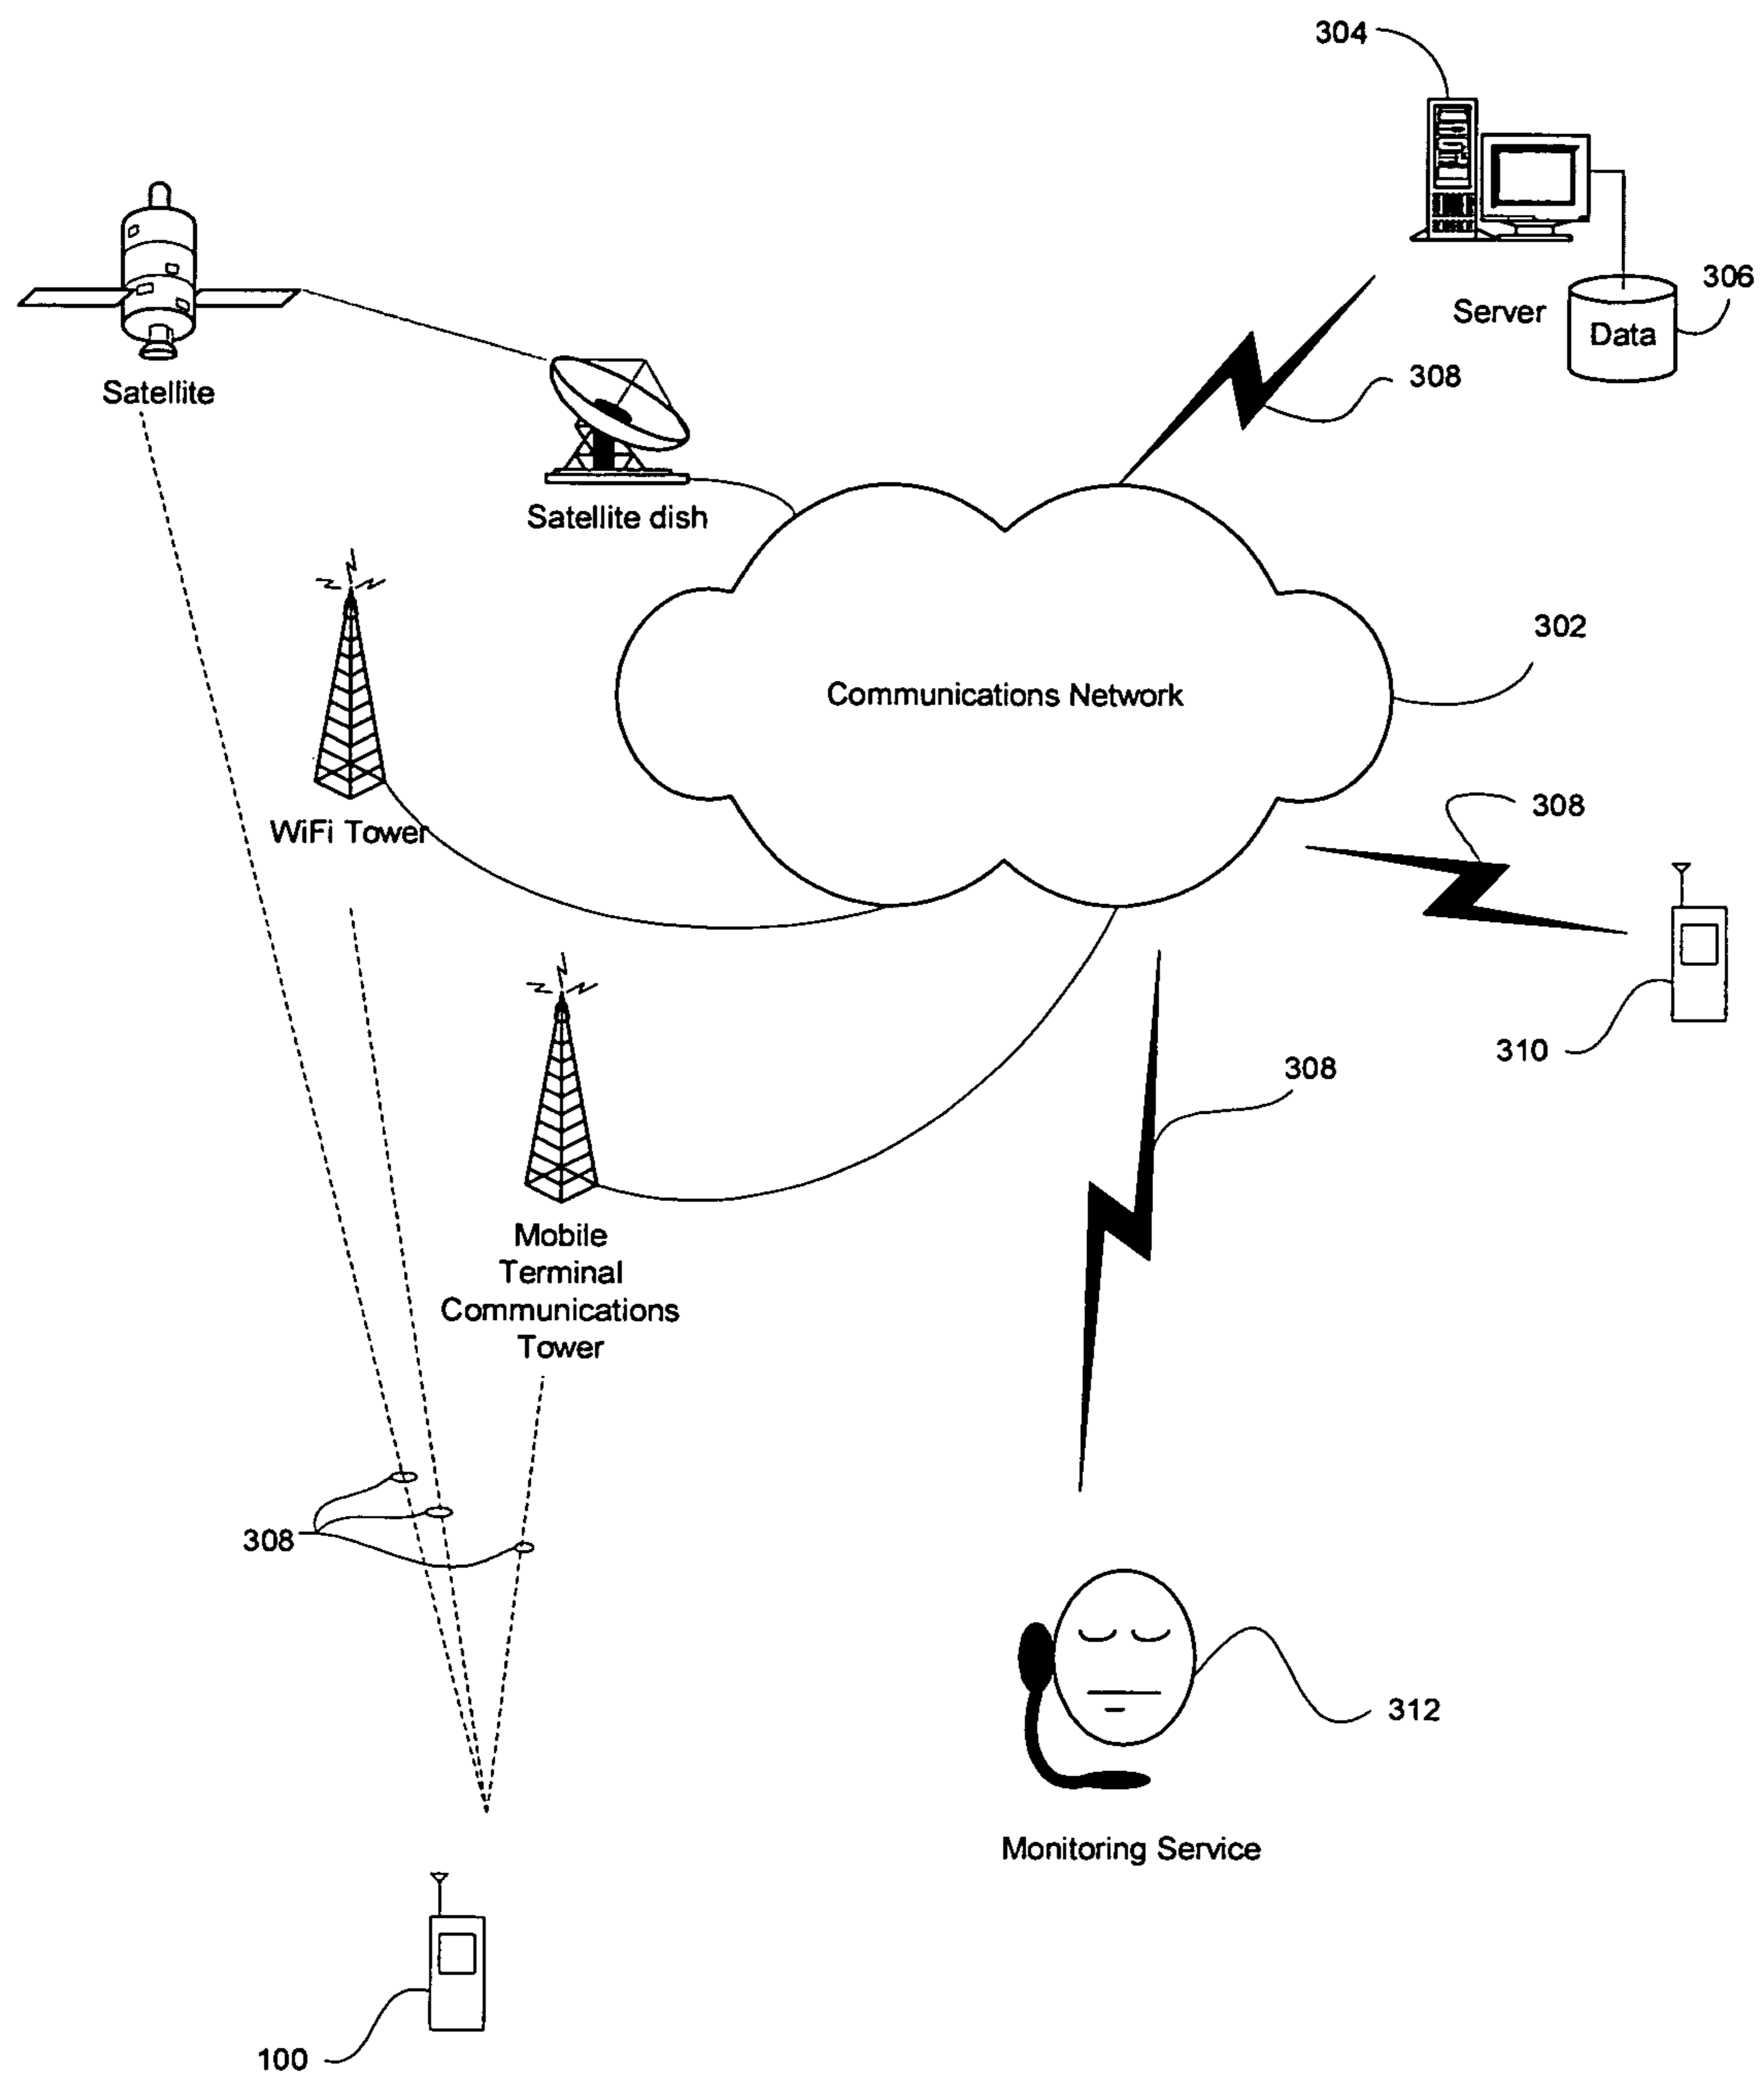 304
306
Server
Data
308
Satellite
Satellite dish
302
Communications Network
308
WiFi Tower
310
308
Mobile
Terminal
Communications
Tower
308
312
Monitoring Service
100